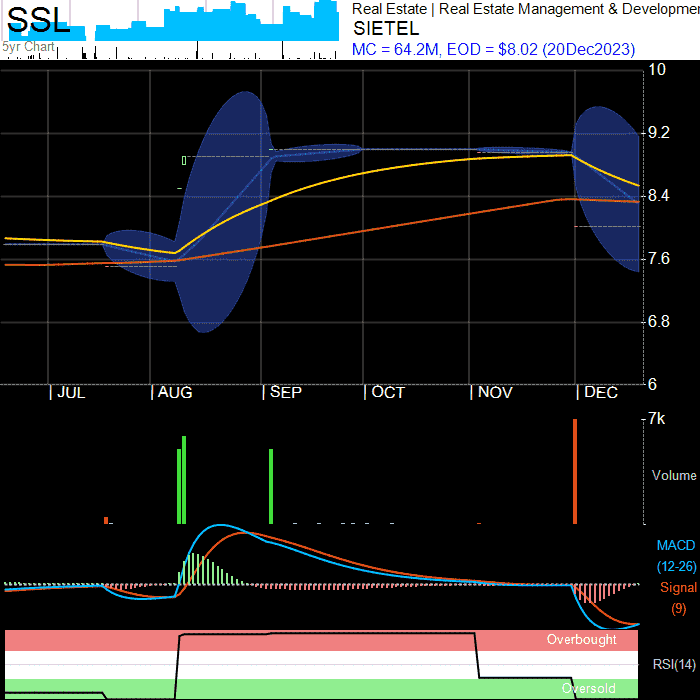 SSL
5yr Chart
Real Estate | Real Estate Management & Developmer
SIETEL
MC = 64.2M, EOD = $8.02 (20Dec2023)
10
9.2
8.4
7.6
6.8
6
| JUL | AUG | SEP | OCT | NOV | DEC
7k
Volume
MACD
(12-26)
Signal
(9)
Overbought
RSI(14)
Oversold